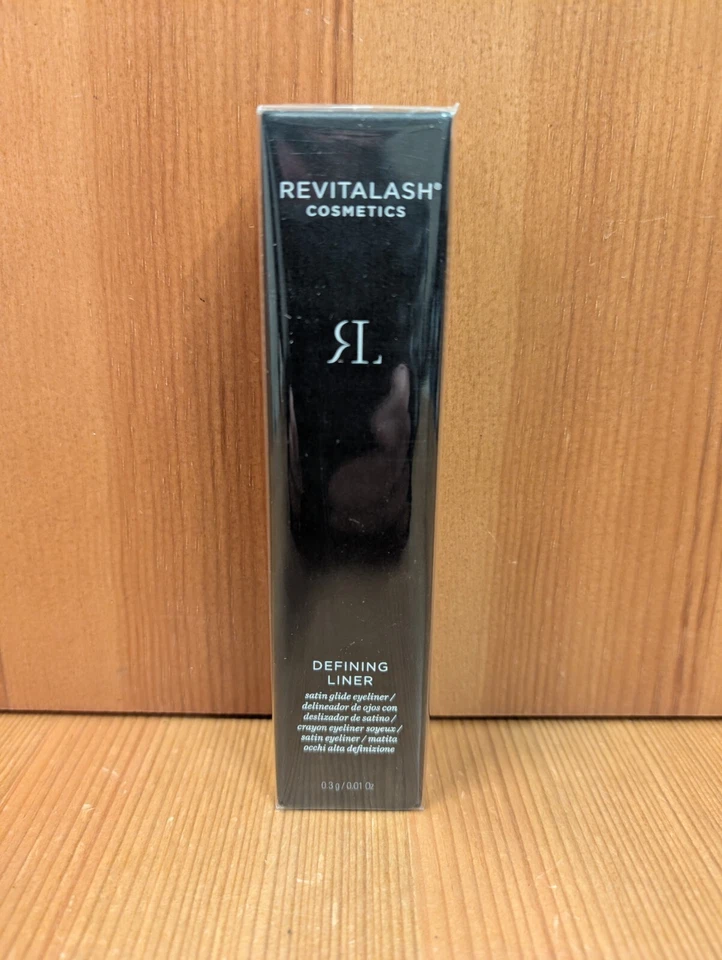 REVITALASH®
COSMETICS
RL
DEFINING
LINER
satin glide eyeliner /
delineador de ojos con
deslizador de satino /
crayon eyeliner soyeux /
satin eyeliner / matita
occhi alta definizione
0.3 g / 0.01 Oz